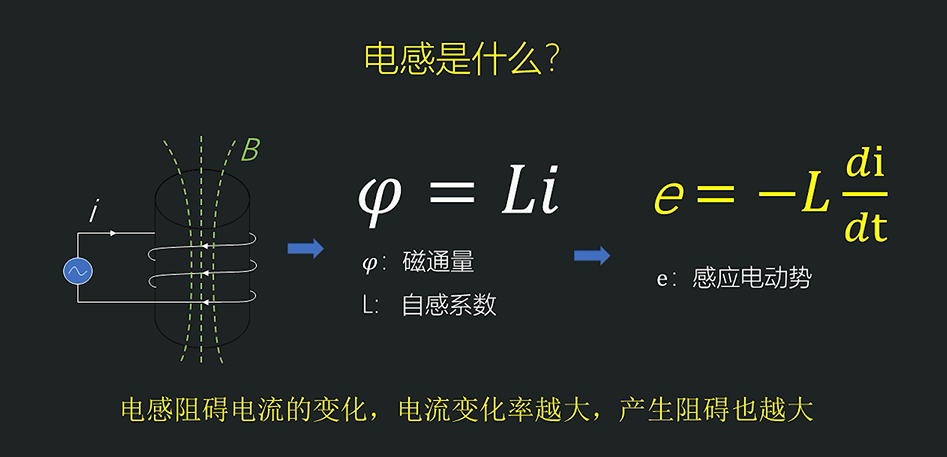 电感是什么?
B
i
φ = Li
φ: 磁通量
L: 自感系数
e = −L di/dt
e: 感应电动势
电感阻碍电流的变化，电流变化率越大，产生阻碍也越大